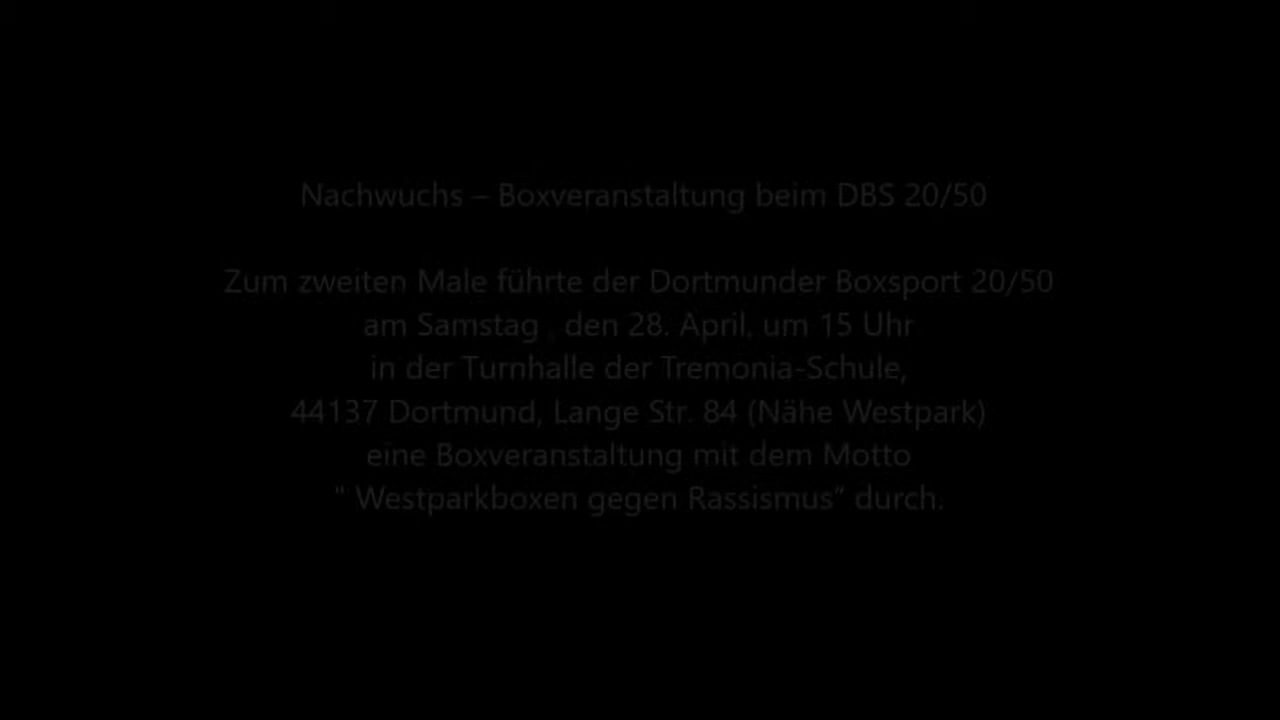 Nachwuchs – Boxveranstaltung beim DBS 20/50
Zum zweiten Male führte der Dortmunder Boxsport 20/50
am Samstag , den 28. April, um 15 Uhr
in der Turnhalle der Tremonia-Schule,
44137 Dortmund, Lange Str. 84 (Nähe Westpark)
eine Boxveranstaltung mit dem Motto
" Westparkboxen gegen Rassismus” durch.